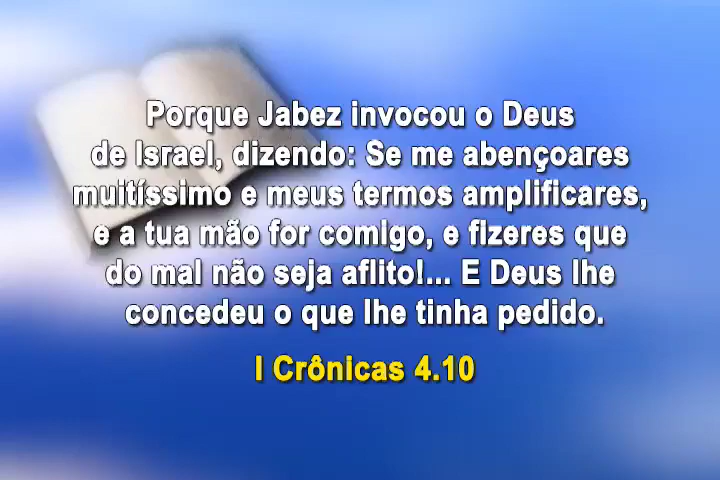 Porque Jabez invocou o Deus
de Israel, dizendo: Se me abençoares
muitíssimo e meus termos amplificares,
e a tua mão for comigo, e fizeres que
do mal não seja aflito!... E Deus lhe
concedeu o que lhe tinha pedido.
I Crônicas 4.10